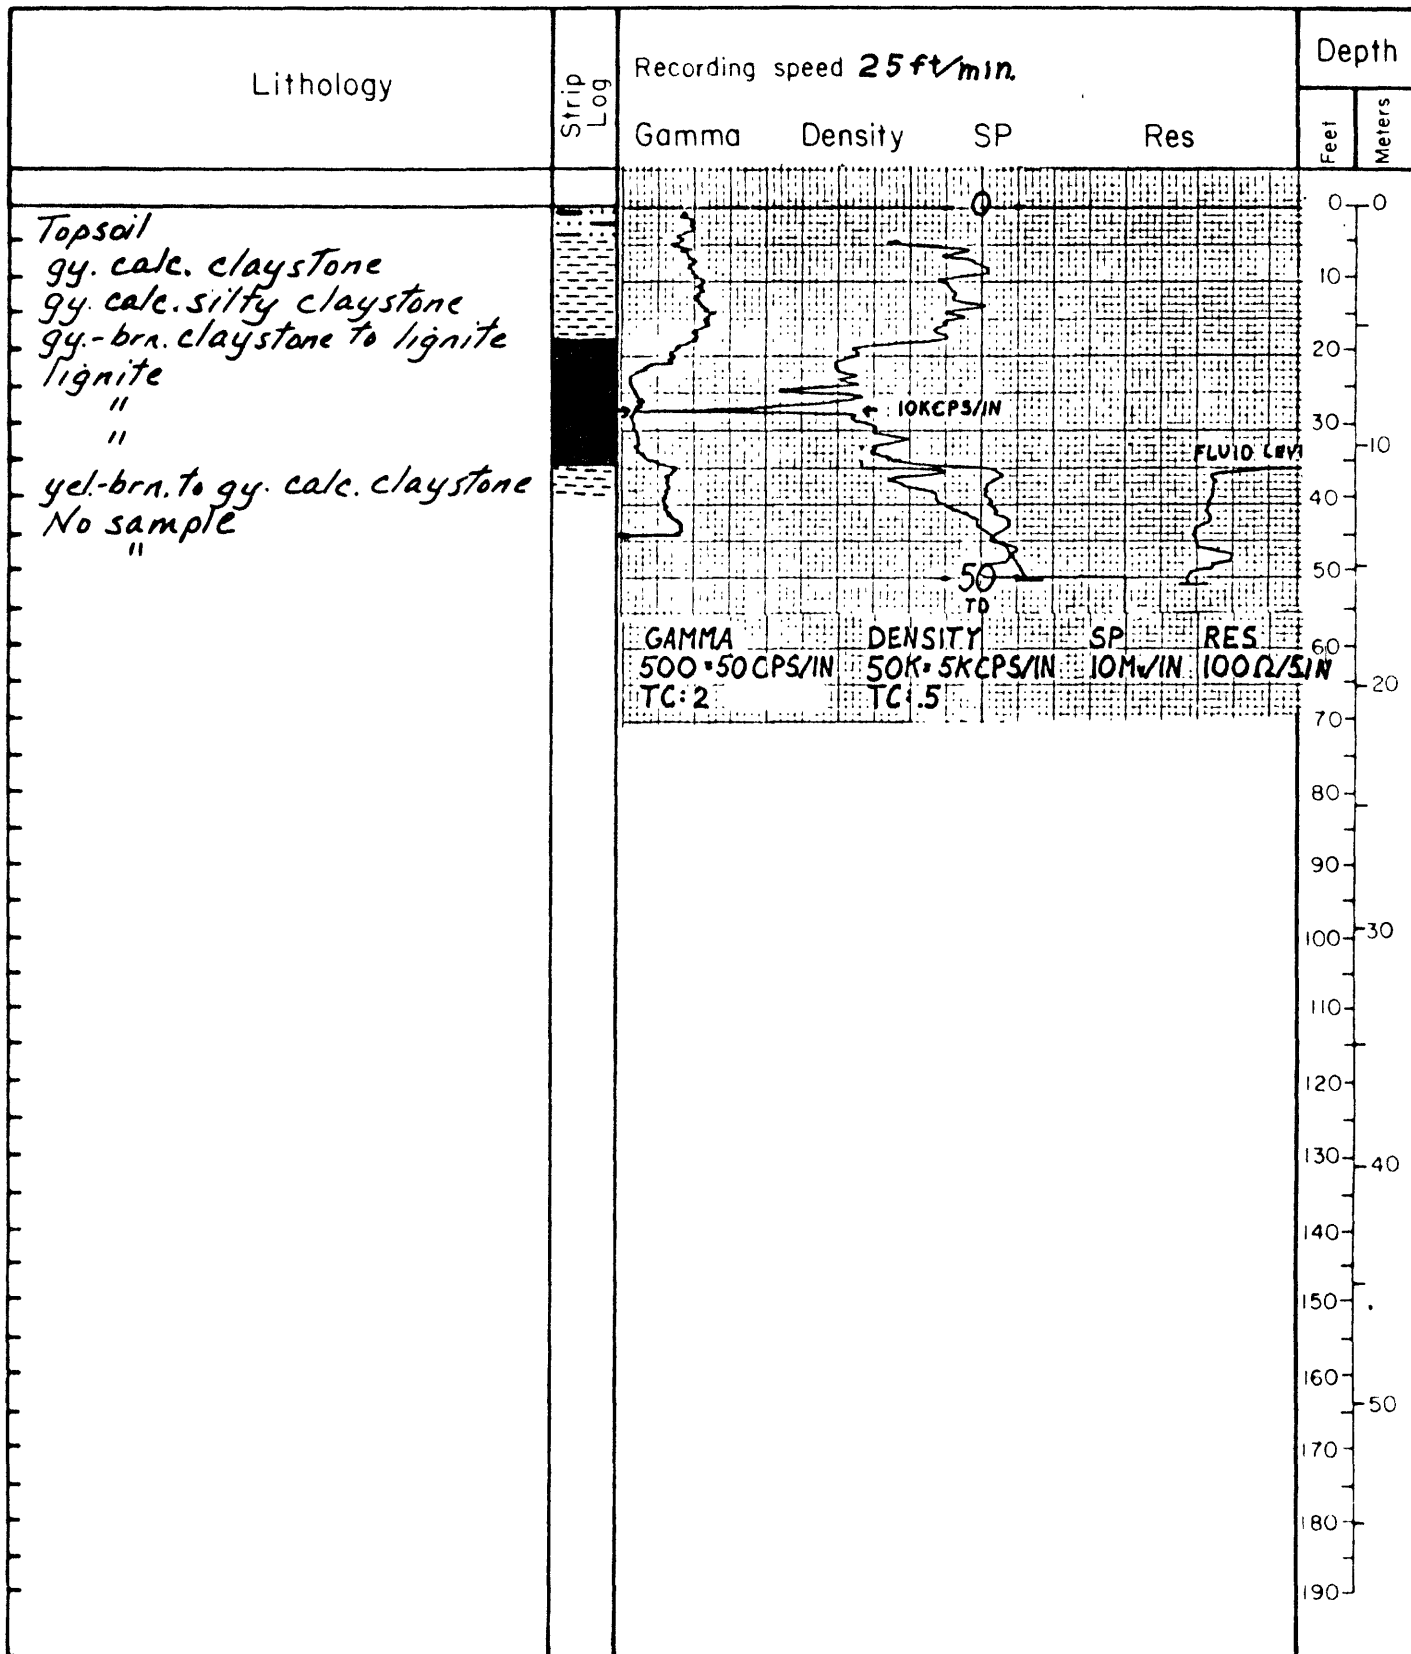 Lithology
Strip Log
Recording speed 25 ft/min.
Gamma Density SP Res
Depth
Feet
Meters
0
0 0
Topsoil
gy. calc. claystone
gy. calc. silty claystone
gy.-brn. claystone to lignite
lignite
"
"
yel.-brn. to gy. calc. claystone
No sample
"
10KCPS/IN
FLUID LEV
50
TD
GAMMA DENSITY SP RES
500 50 CPS/IN 50K 5KCPS/IN 10Mv/IN 100Ω/5IN
TC: 2 TC: .5
10
20
30
10
40
50
60
20
70
80
90
100
30
110
120
130
40
140
150
160
50
170
180
190